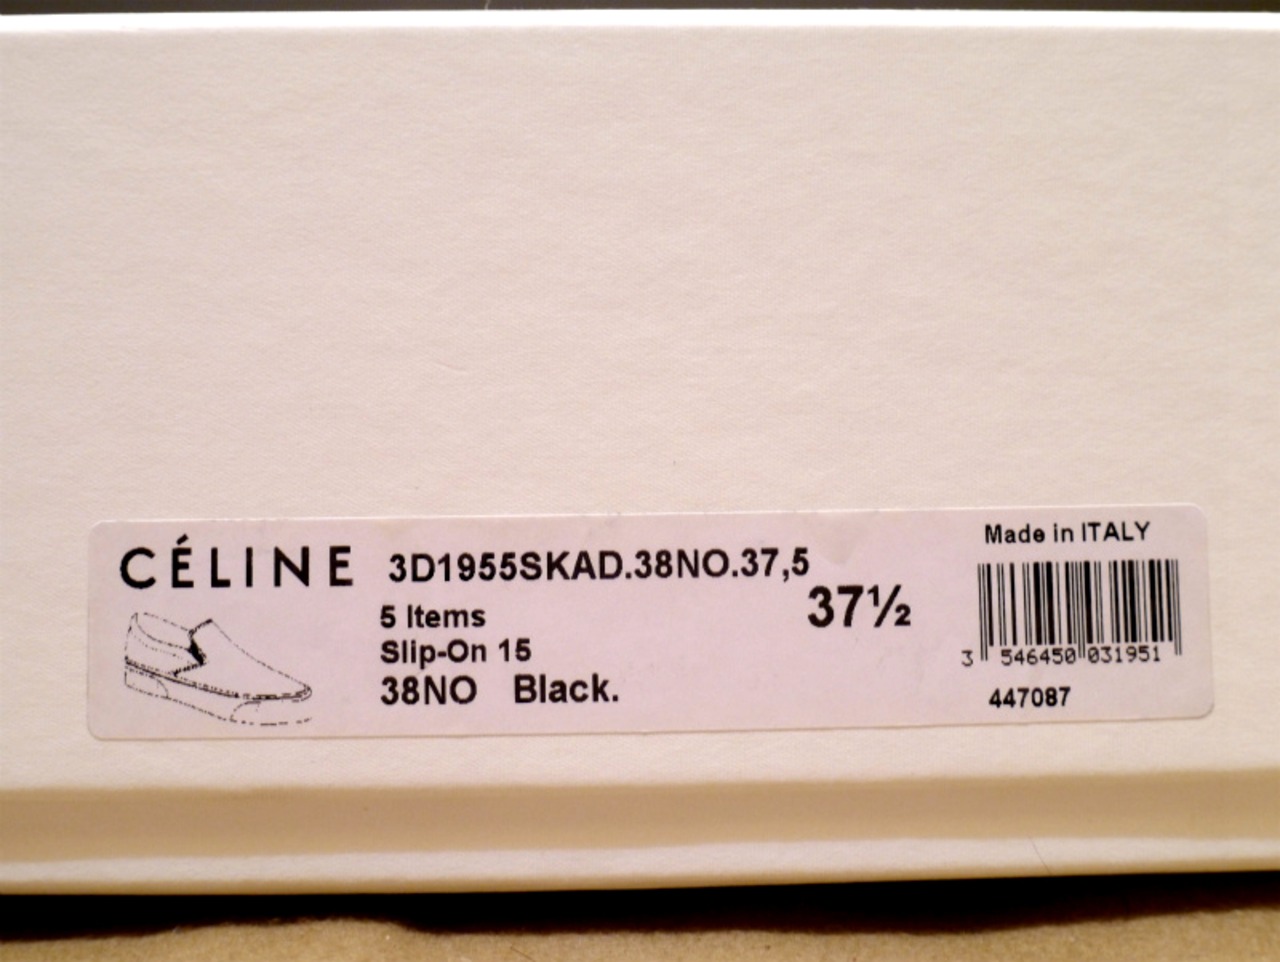 CÉLINE
3D1955SKAD.38NO.37,5
5 Items
37½
Slip-On 15
38NO Black.
Made in ITALY
3 546450 031951
447087